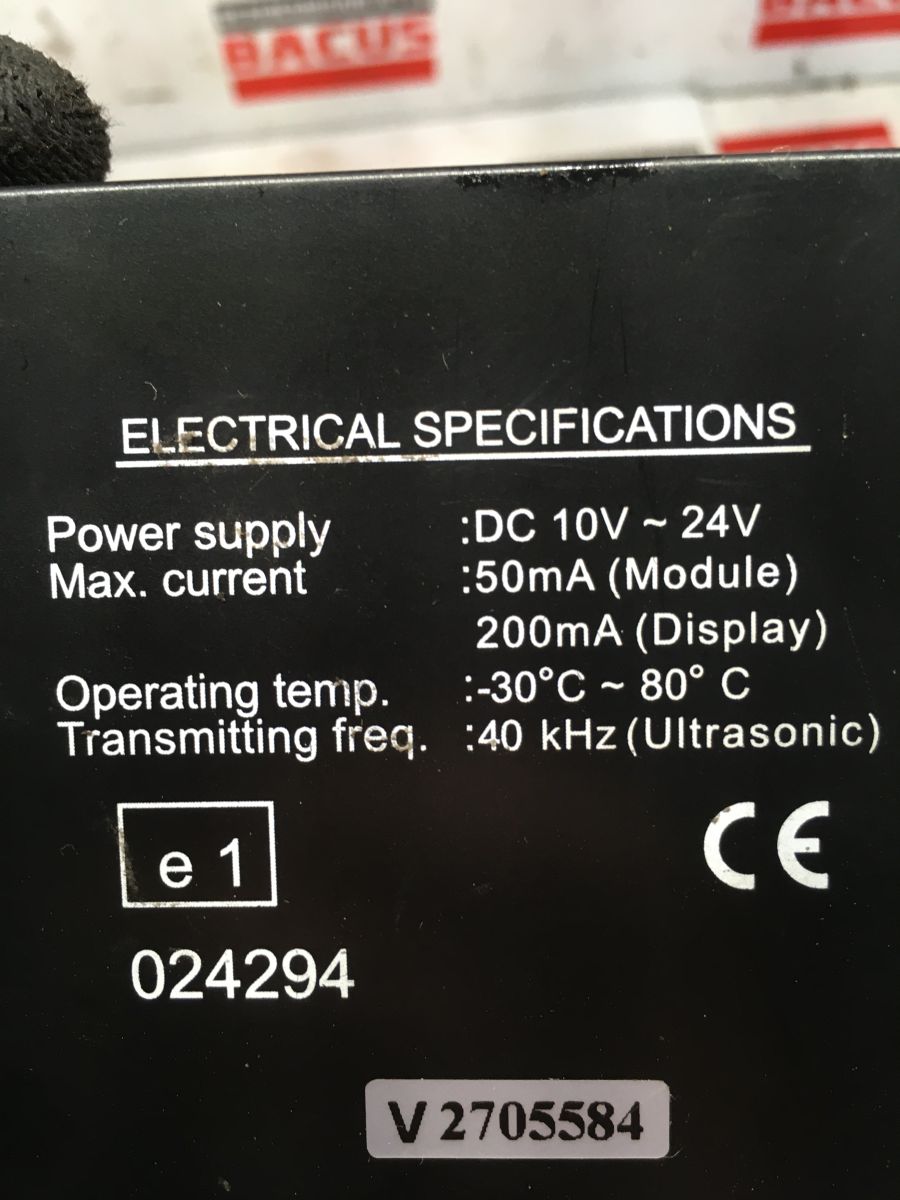 BACUS
ELECTRICAL SPECIFICATIONS
Power supply :DC 10V ~ 24V
Max. current :50mA (Module)
200mA (Display)
Operating temp. :-30°C ~ 80° C
Transmitting freq. :40 kHz (Ultrasonic)
e 1
CE
024294
V 2705584